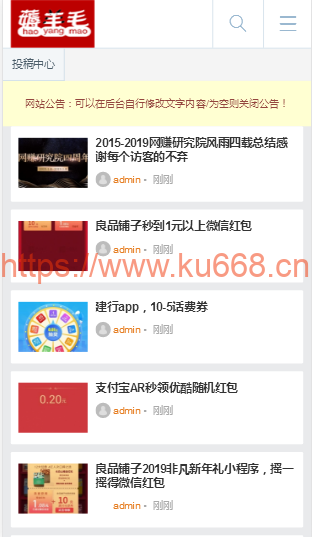 薅羊毛
hao yang mao
投稿中心
网站公告：可以在后台自行修改文字内容/为空则关闭公告！
网赚研究院四周年
2015-2019网赚研究院风雨四载总结感
谢每个访客的不弃
admin • 刚刚
良品铺子秒到1元以上微信红包
admin • 刚刚
https://www.ku668.cn
建行app，10-5话费券
admin • 刚刚
0.20元
支付宝AR秒领优酷随机红包
admin • 刚刚
良品铺子2019非凡新年礼小程序，摇一
摇得微信红包
admin • 刚刚